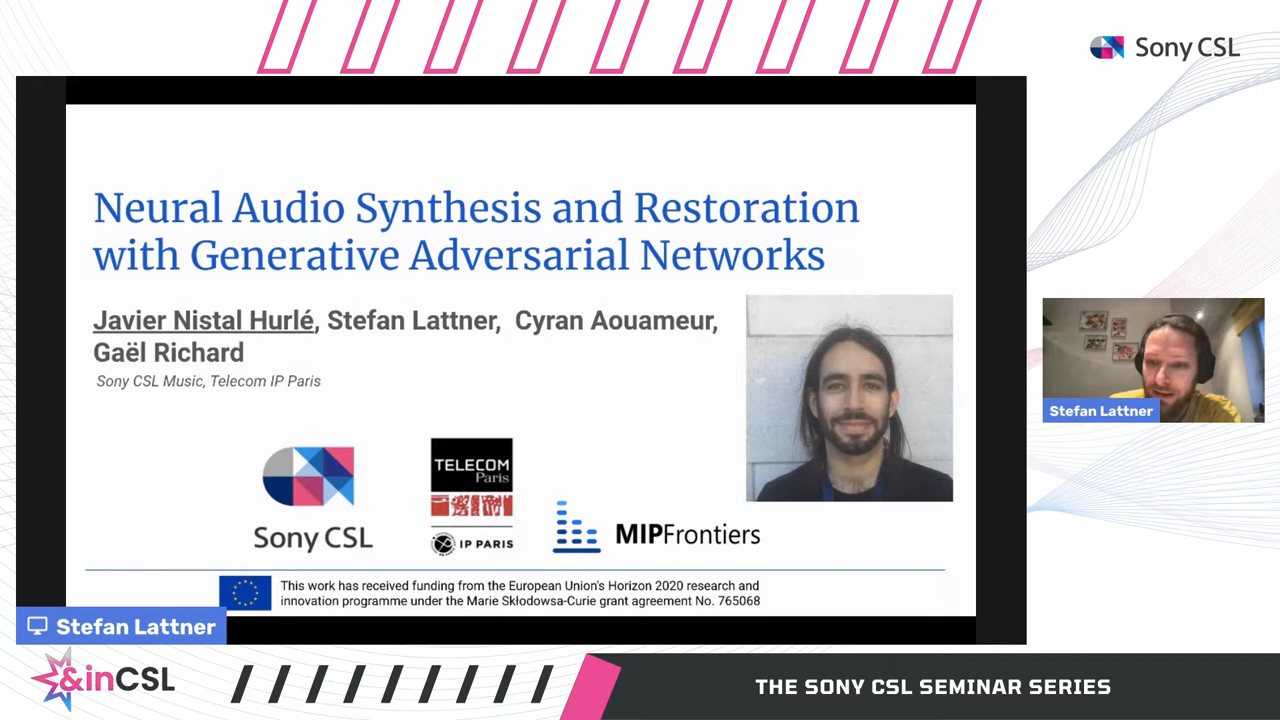 Sony CSL
Neural Audio Synthesis and Restoration
with Generative Adversarial Networks
Javier Nistal Hurlé, Stefan Lattner, Cyran Aouameur,
Gaël Richard
Sony CSL Music, Telecom IP Paris
Sony CSL
TELECOM
Paris
IP PARIS
MIPFrontiers
This work has received funding from the European Union's Horizon 2020 research and
innovation programme under the Marie Skłodowsa-Curie grant agreement No. 765068
Stefan Lattner
Stefan Lattner
&inCSL
THE SONY CSL SEMINAR SERIES